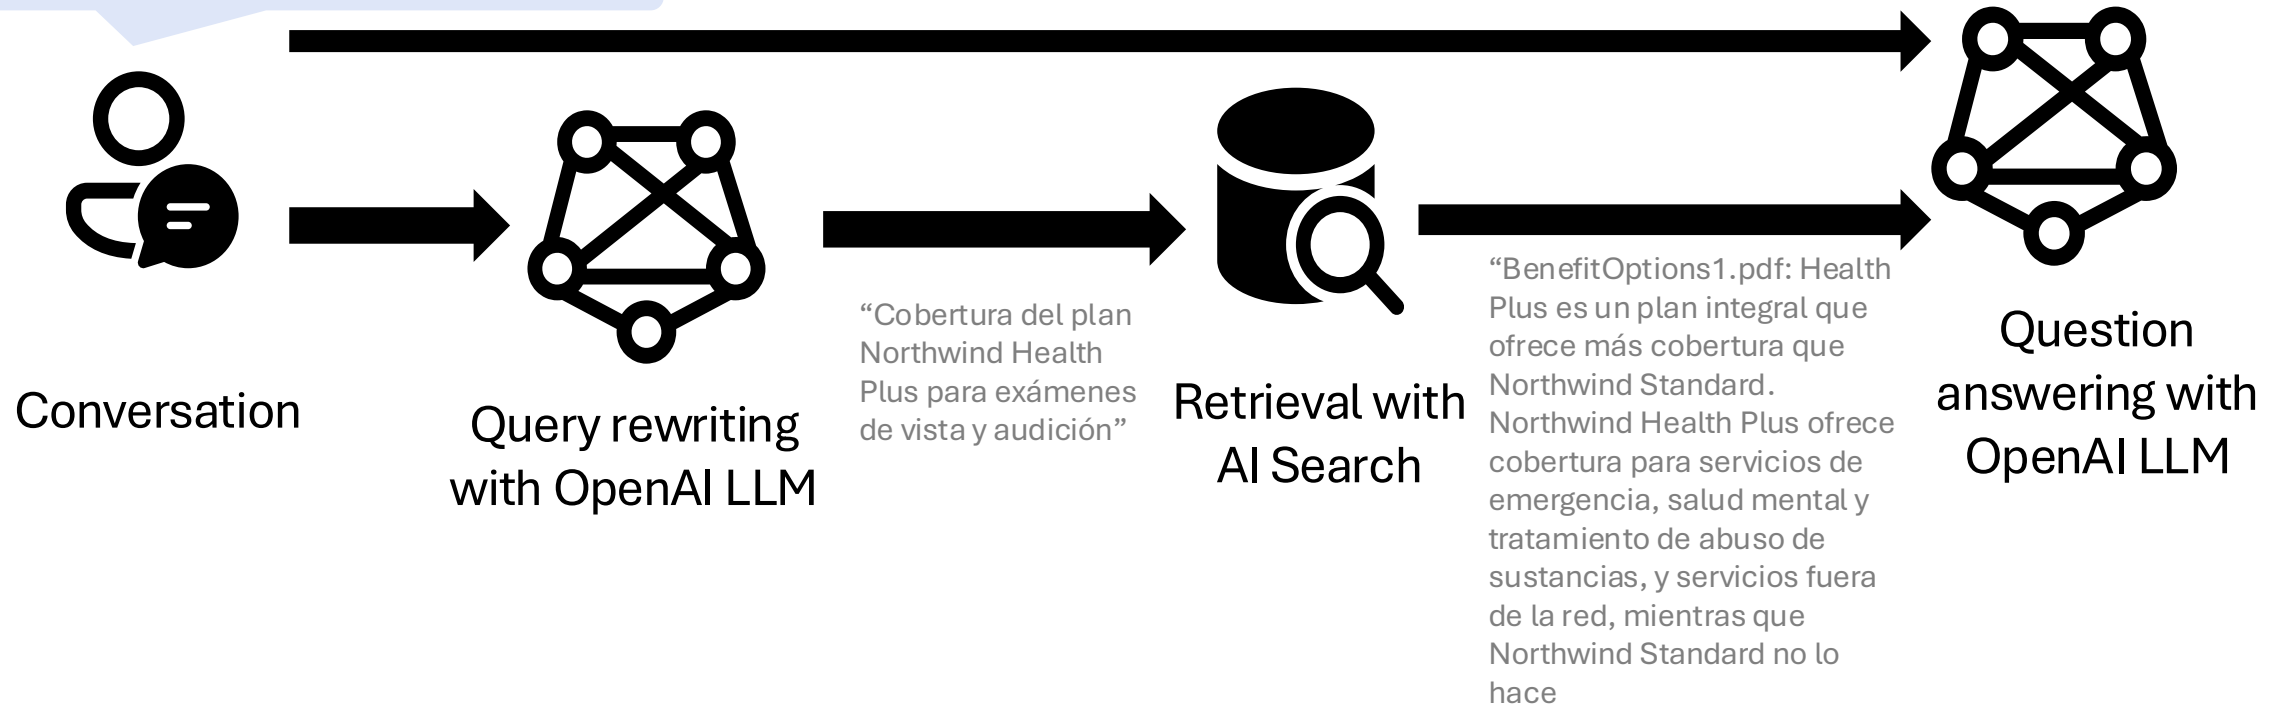 Conversation
Query rewriting
with OpenAI LLM
“Cobertura del plan
Northwind Health
Plus para exámenes
de vista y audición”
Retrieval with
AI Search
“BenefitOptions1.pdf: Health
Plus es un plan integral que
ofrece más cobertura que
Northwind Standard.
Northwind Health Plus ofrece
cobertura para servicios de
emergencia, salud mental y
tratamiento de abuso de
sustancias, y servicios fuera
de la red, mientras que
Northwind Standard no lo
hace
Question
answering with
OpenAI LLM